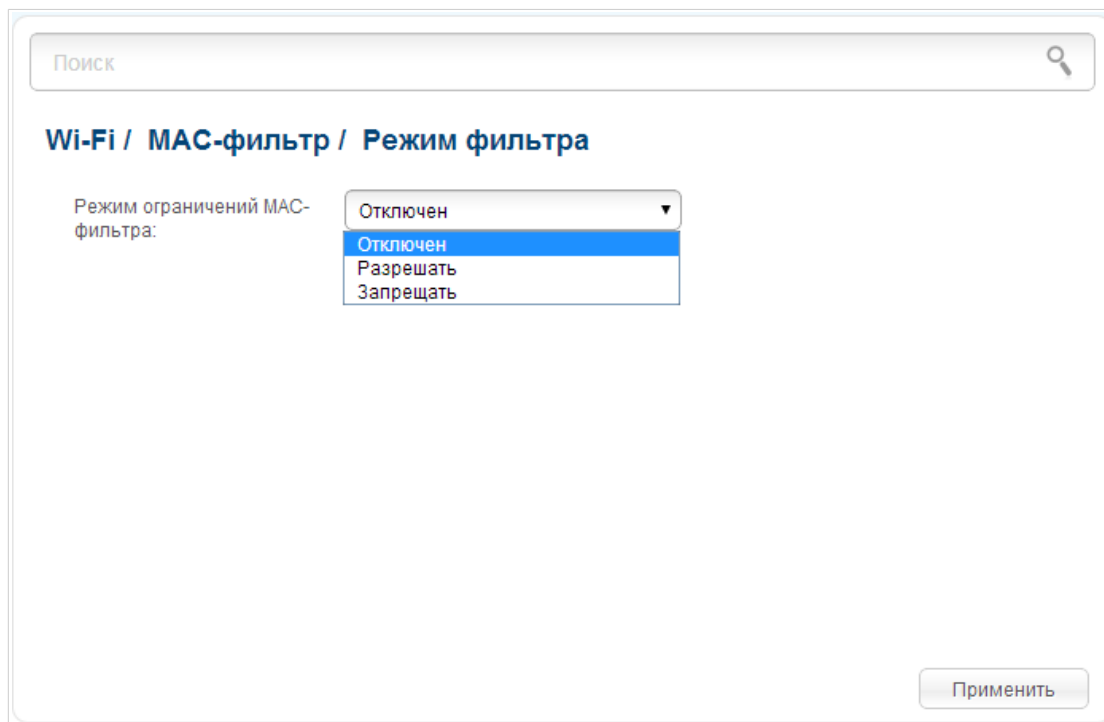 Поиск
Wi-Fi / MAC-фильтр / Режим фильтра
Режим ограничений MAC-
фильтра:
Отключен
Отключен
Разрешать
Запрещать
Применить